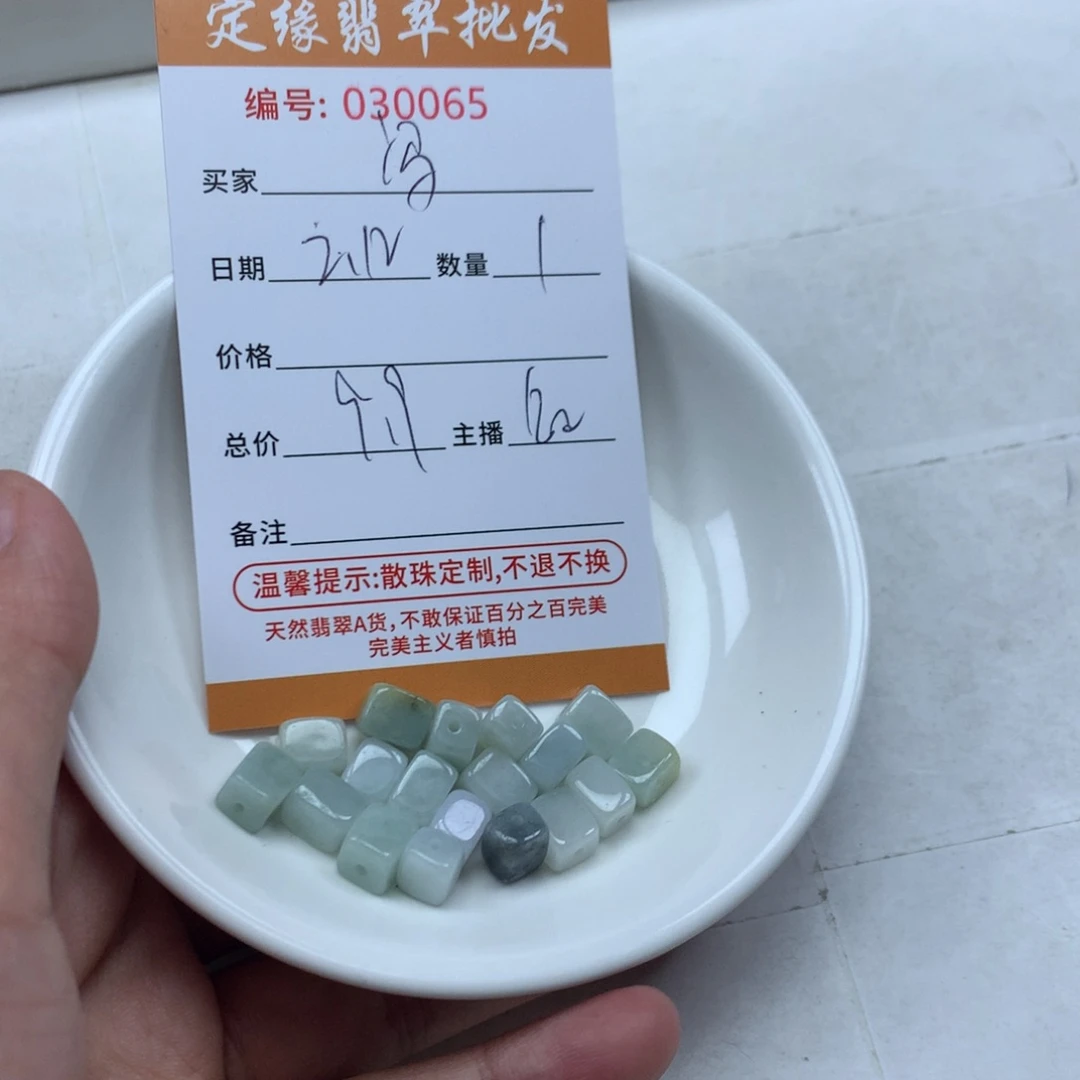 定缘翡翠批发
编号: 030065
买家 冯
日期 2.12 数量 1
价格
总价 9.9 主播
备注
温馨提示:散珠定制,不退不换
天然翡翠A货,不敢保证百分之百完美
完美主义者慎拍